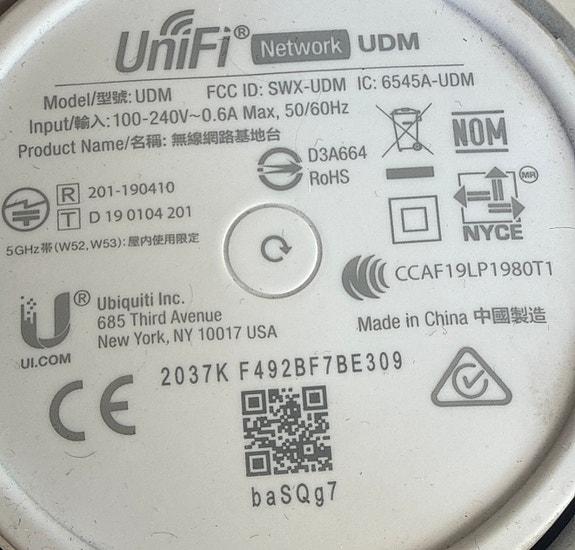 UniFi® Network UDM
Model/型號: UDM FCC ID: SWX-UDM IC: 6545A-UDM
Input/輸入: 100-240V~0.6A Max, 50/60Hz
Product Name/名稱: 無線網路基地台
D3A664
RoHS
NOM
R 201-190410
T D 19 0104 201
5GHz帯 (W52, W53): 屋内使用限定
MR
NYCE
CCAF19LP1980T1
U®
UI.COM
Ubiquiti Inc.
685 Third Avenue
New York, NY 10017 USA
Made in China 中國製造
2037K F492BF7BE309
CE
baSQg7